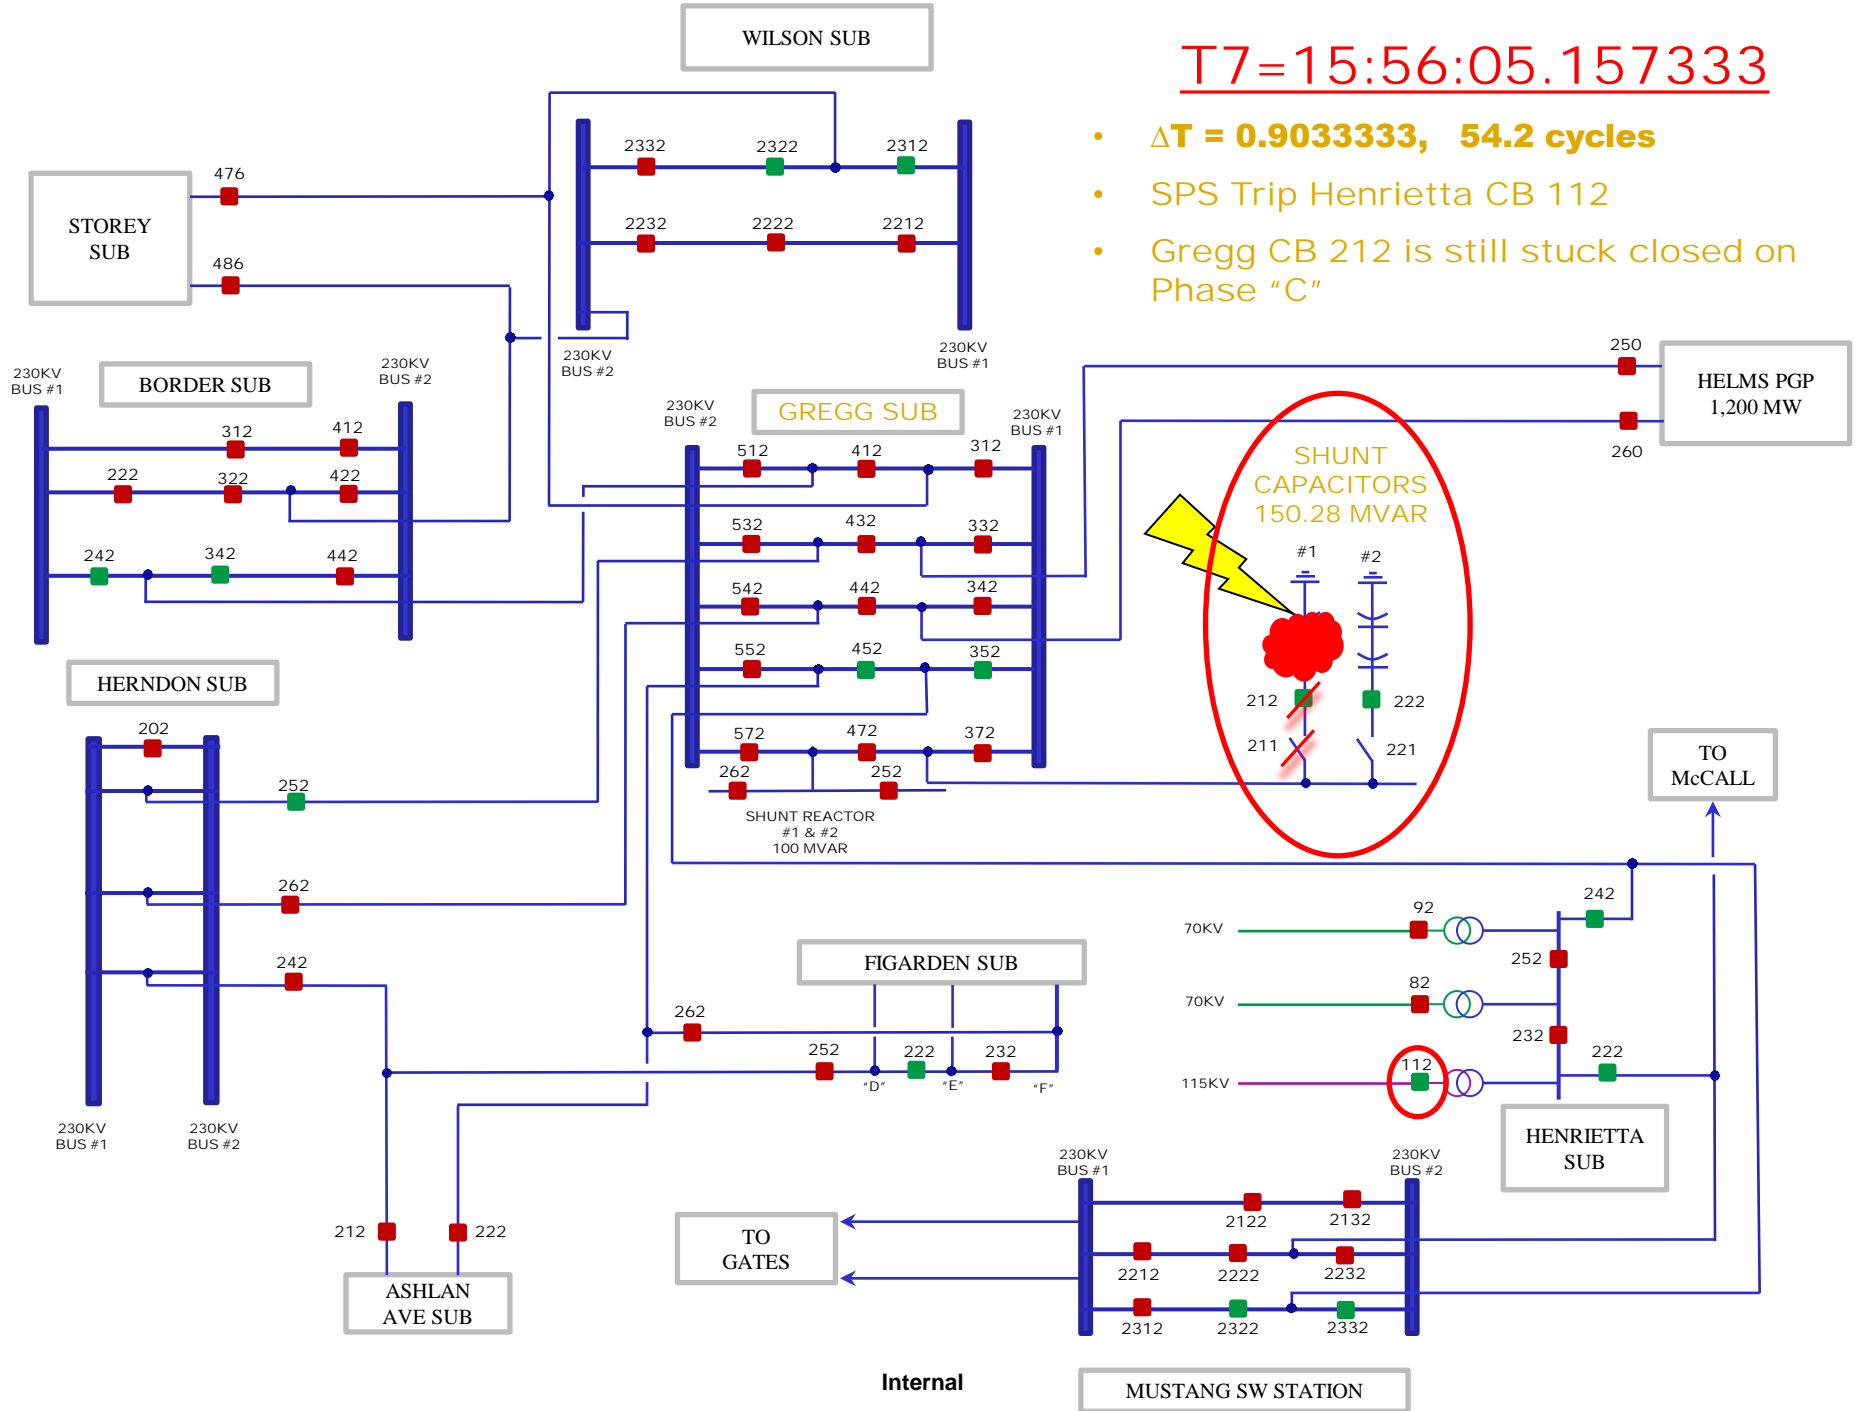 WILSON SUB
T7=15:56:05.157333
• ΔT = 0.9033333, 54.2 cycles
• SPS Trip Henrietta CB 112
• Gregg CB 212 is still stuck closed on
Phase “C”
2332
2322
2312
2232
2222
2212
230KV
BUS #2
230KV
BUS #1
STOREY
SUB
476
486
230KV
BUS #1
BORDER SUB
230KV
BUS #2
312
412
222
322
422
242
342
442
230KV
BUS #2
GREGG SUB
230KV
BUS #1
512
412
312
532
432
332
542
442
342
552
452
352
572
472
372
262
252
SHUNT REACTOR
#1 & #2
100 MVAR
250
260
HELMS PGP
1,200 MW
SHUNT
CAPACITORS
150.28 MVAR
#1
#2
212
222
211
221
HERNDON SUB
202
252
262
242
230KV
BUS #1
230KV
BUS #2
FIGARDEN SUB
262
252
222
232
“D”
“E”
“F”
212
222
ASHLAN
AVE SUB
TO
McCALL
70KV
92
242
252
70KV
82
232
115KV
112
222
HENRIETTA
SUB
230KV
BUS #1
230KV
BUS #2
TO
GATES
2122
2132
2212
2222
2232
2312
2322
2332
MUSTANG SW STATION
Internal